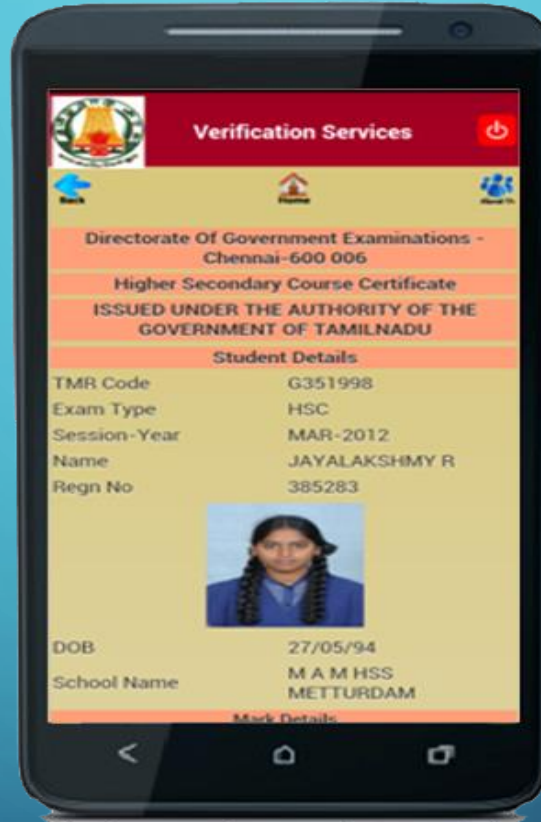 Verification Services
Back
Home
Directorate Of Government Examinations -
Chennai-600 006
Higher Secondary Course Certificate
ISSUED UNDER THE AUTHORITY OF THE
GOVERNMENT OF TAMILNADU
Student Details
TMR Code G351998
Exam Type HSC
Session-Year MAR-2012
Name JAYALAKSHMY R
Regn No 385283
DOB 27/05/94
School Name M A M HSS
METTURDAM
Mark Details